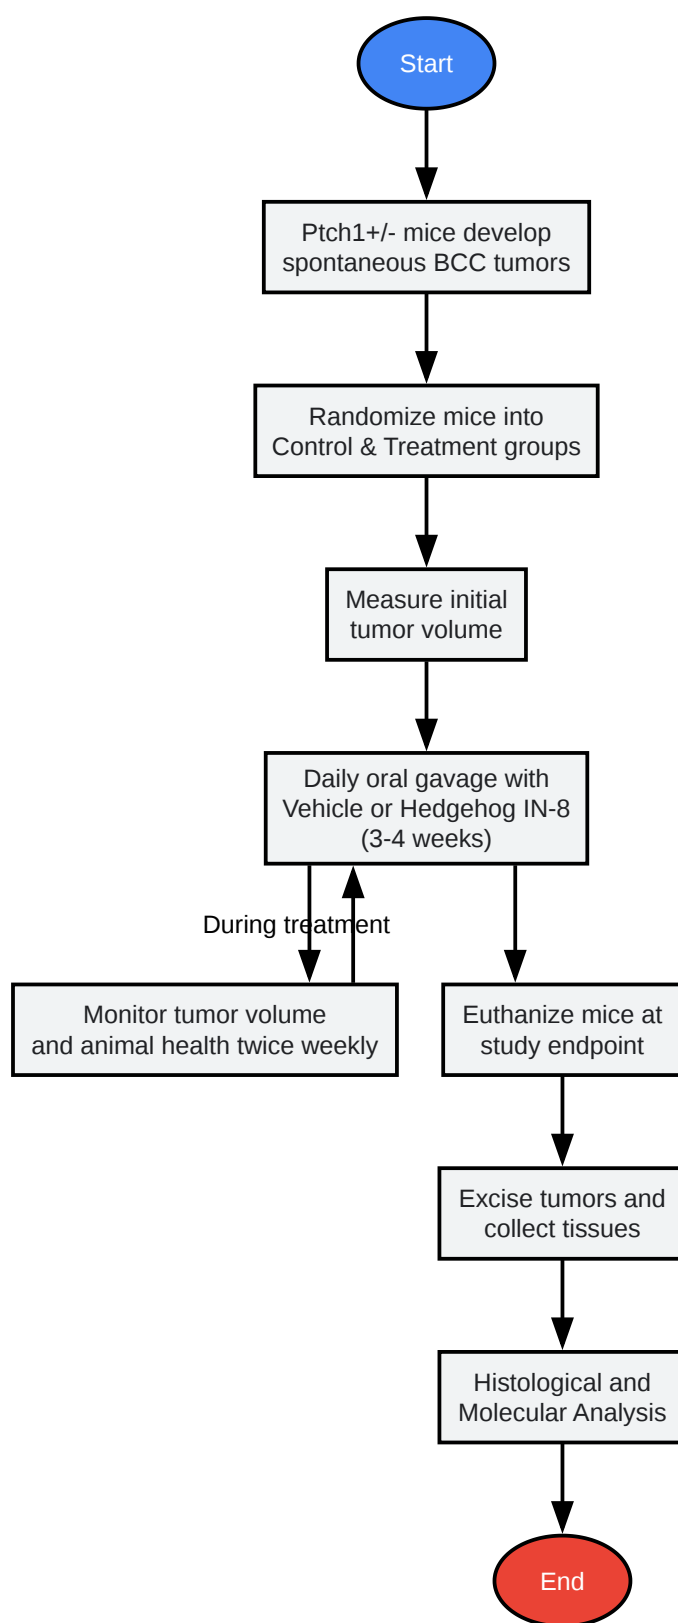 Start
Ptch1+/- mice develop
spontaneous BCC tumors
Randomize mice into
Control & Treatment groups
Measure initial
tumor volume
Daily oral gavage with
Vehicle or Hedgehog IN-8
(3-4 weeks)
During treatment
Monitor tumor volume
and animal health twice weekly
Euthanize mice at
study endpoint
Excise tumors and
collect tissues
Histological and
Molecular Analysis
End